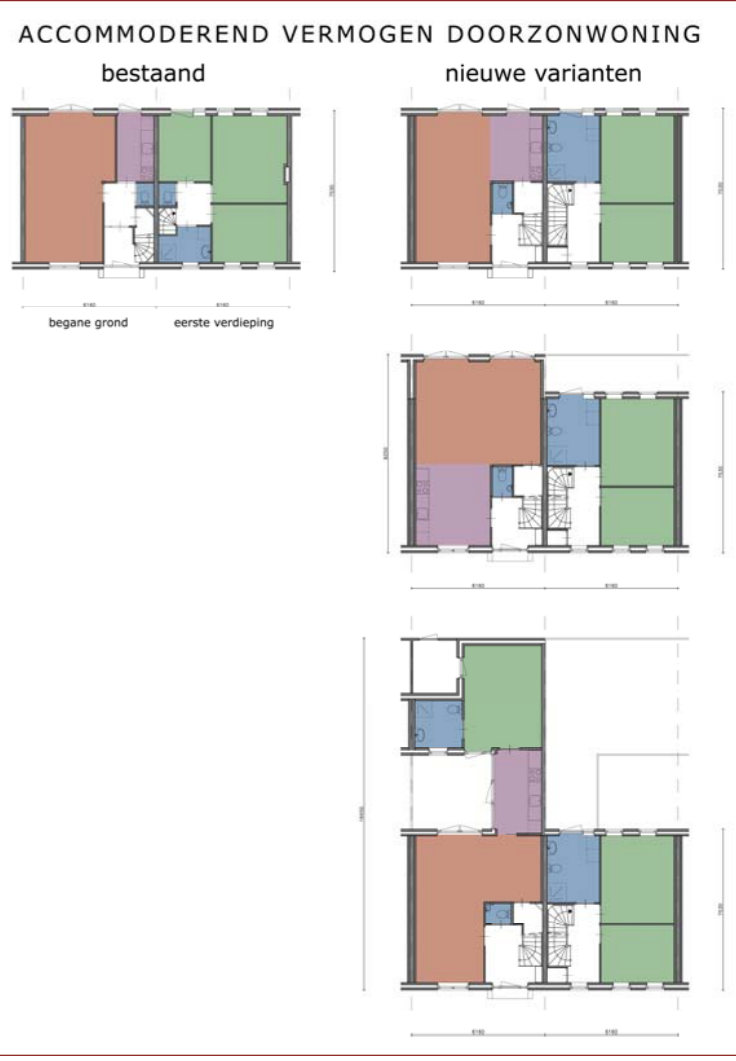 ACCOMMODEREND VERMOGEN DOORZONWONING
bestaand
nieuwe varianten
begane grond
eerste verdieping